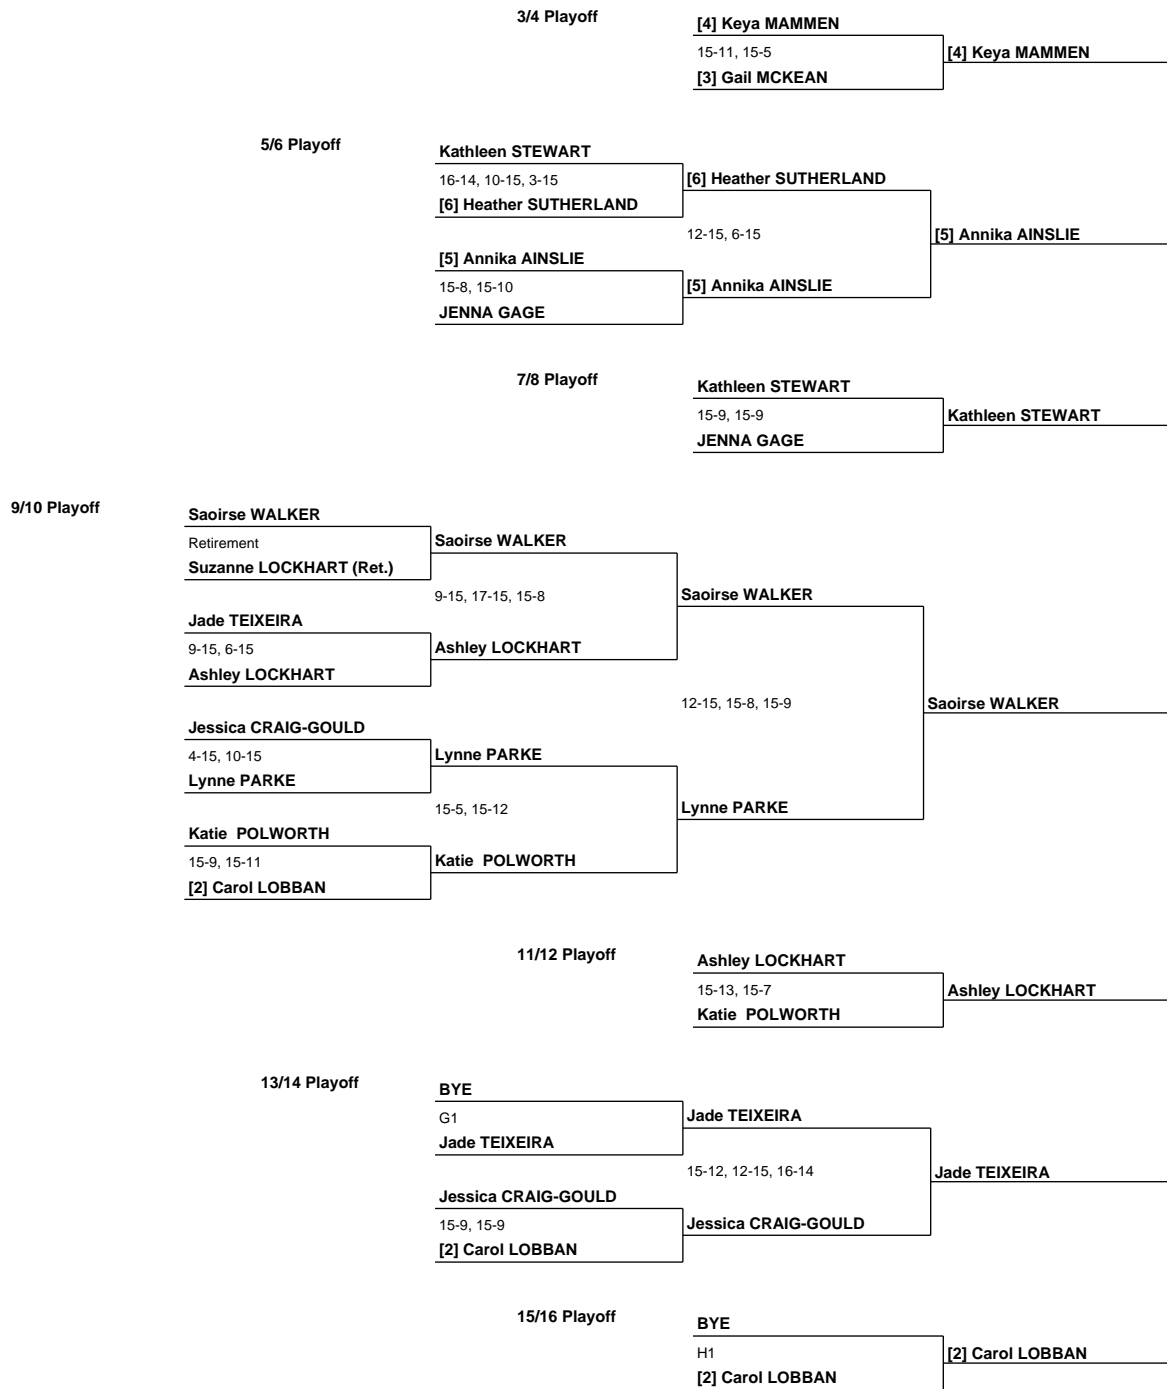 3/4 Playoff
[4] Keya MAMMEN
15-11, 15-5
[4] Keya MAMMEN
[3] Gail MCKEAN
5/6 Playoff
Kathleen STEWART
16-14, 10-15, 3-15
[6] Heather SUTHERLAND
[6] Heather SUTHERLAND
12-15, 6-15
[5] Annika AINSLIE
[5] Annika AINSLIE
15-8, 15-10
[5] Annika AINSLIE
JENNA GAGE
7/8 Playoff
Kathleen STEWART
15-9, 15-9
Kathleen STEWART
JENNA GAGE
9/10 Playoff
Saoirse WALKER
Retirement
Saoirse WALKER
Suzanne LOCKHART (Ret.)
9-15, 17-15, 15-8
Saoirse WALKER
Jade TEIXEIRA
9-15, 6-15
Ashley LOCKHART
Ashley LOCKHART
12-15, 15-8, 15-9
Saoirse WALKER
Jessica CRAIG-GOULD
4-15, 10-15
Lynne PARKE
Lynne PARKE
15-5, 15-12
Lynne PARKE
Katie POLWORTH
15-9, 15-11
Katie POLWORTH
[2] Carol LOBBAN
11/12 Playoff
Ashley LOCKHART
15-13, 15-7
Ashley LOCKHART
Katie POLWORTH
13/14 Playoff
BYE
G1
Jade TEIXEIRA
Jade TEIXEIRA
15-12, 12-15, 16-14
Jade TEIXEIRA
Jessica CRAIG-GOULD
15-9, 15-9
Jessica CRAIG-GOULD
[2] Carol LOBBAN
15/16 Playoff
BYE
H1
[2] Carol LOBBAN
[2] Carol LOBBAN